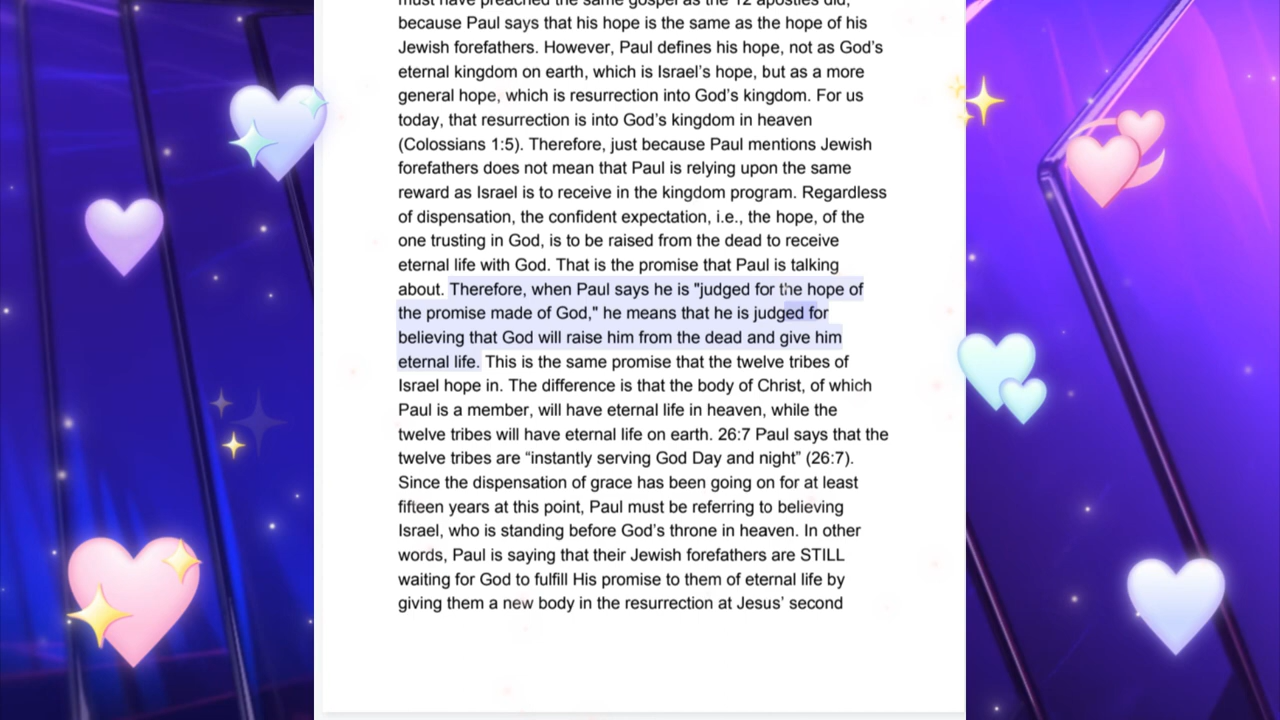 must have preached the same gospel as the 12 apostles did,
because Paul says that his hope is the same as the hope of his
Jewish forefathers. However, Paul defines his hope, not as God’s
eternal kingdom on earth, which is Israel’s hope, but as a more
general hope, which is resurrection into God’s kingdom. For us
today, that resurrection is into God’s kingdom in heaven
(Colossians 1:5). Therefore, just because Paul mentions Jewish
forefathers does not mean that Paul is relying upon the same
reward as Israel is to receive in the kingdom program. Regardless
of dispensation, the confident expectation, i.e., the hope, of the
one trusting in God, is to be raised from the dead to receive
eternal life with God. That is the promise that Paul is talking
about. Therefore, when Paul says he is "judged for the hope of
the promise made of God," he means that he is judged for
believing that God will raise him from the dead and give him
eternal life. This is the same promise that the twelve tribes of
Israel hope in. The difference is that the body of Christ, of which
Paul is a member, will have eternal life in heaven, while the
twelve tribes will have eternal life on earth. 26:7 Paul says that the
twelve tribes are “instantly serving God Day and night” (26:7).
Since the dispensation of grace has been going on for at least
fifteen years at this point, Paul must be referring to believing
Israel, who is standing before God’s throne in heaven. In other
words, Paul is saying that their Jewish forefathers are STILL
waiting for God to fulfill His promise to them of eternal life by
giving them a new body in the resurrection at Jesus’ second